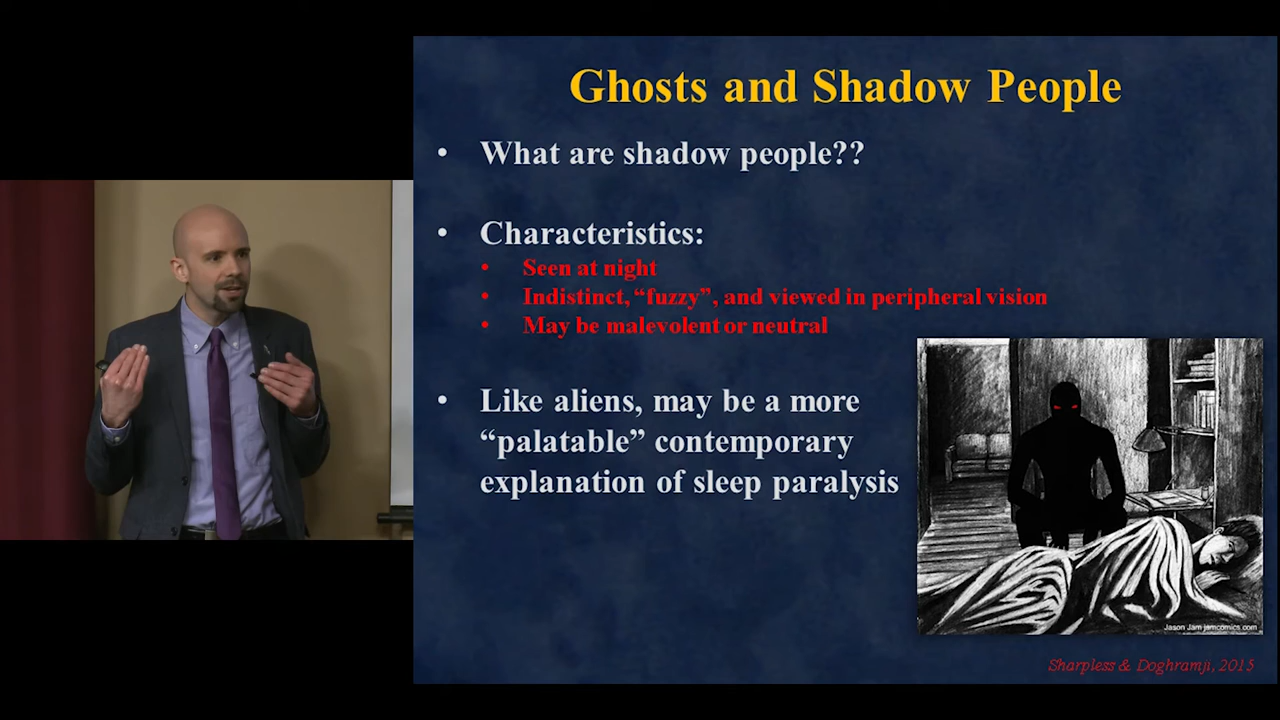 Ghosts and Shadow People
• What are shadow people??
• Characteristics:
• Seen at night
• Indistinct, “fuzzy”, and viewed in peripheral vision
• May be malevolent or neutral
• Like aliens, may be a more
“palatable” contemporary
explanation of sleep paralysis
Jason Jam jamcomics.com
Sharpless & Doghramji, 2015